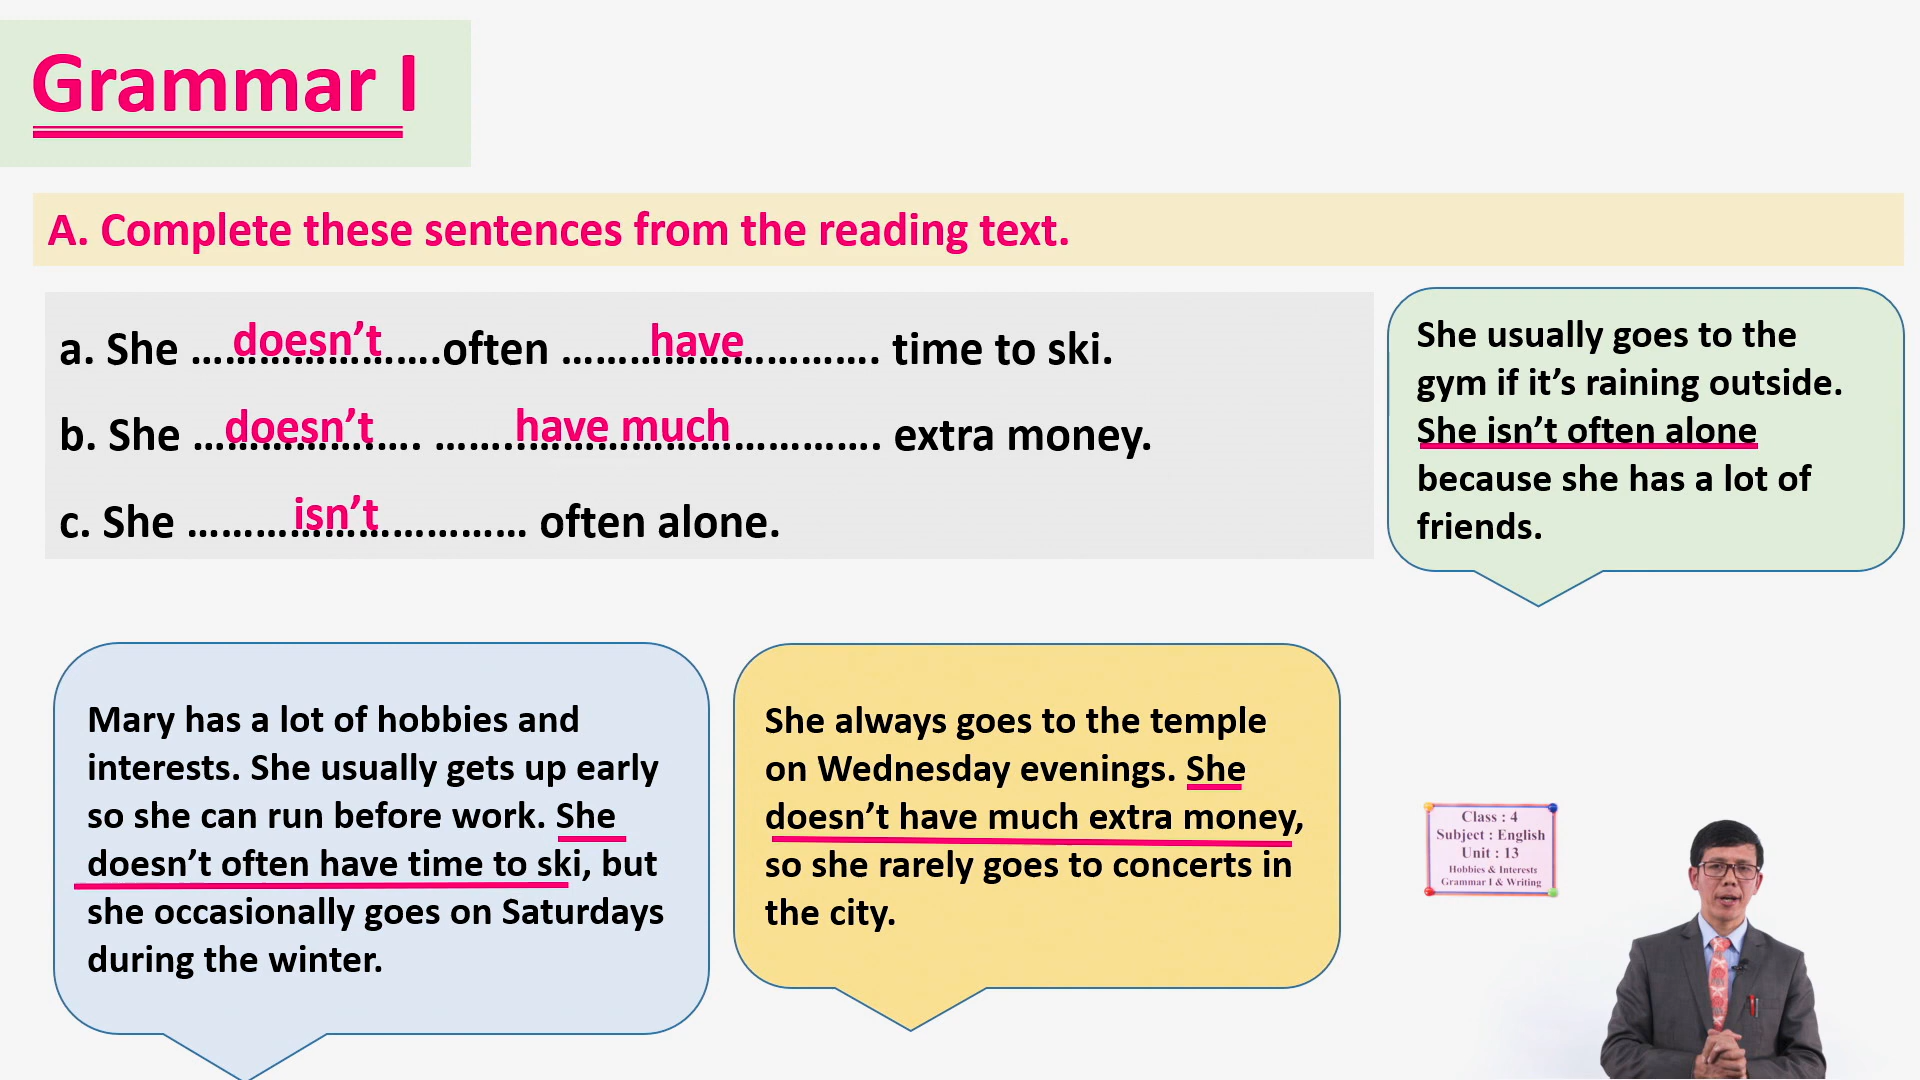 Grammar I
A. Complete these sentences from the reading text.
a. She ......doesn’t......often ......have...... time to ski.
b. She ......doesn’t...... ......have much...... extra money.
c. She ......isn’t...... often alone.
She usually goes to the
gym if it’s raining outside.
She isn’t often alone
because she has a lot of
friends.
Mary has a lot of hobbies and
interests. She usually gets up early
so she can run before work. She
doesn’t often have time to ski, but
she occasionally goes on Saturdays
during the winter.
She always goes to the temple
on Wednesday evenings. She
doesn’t have much extra money,
so she rarely goes to concerts in
the city.
Class : 4
Subject : English
Unit : 13
Hobbies & Interests
Grammar I & Writing